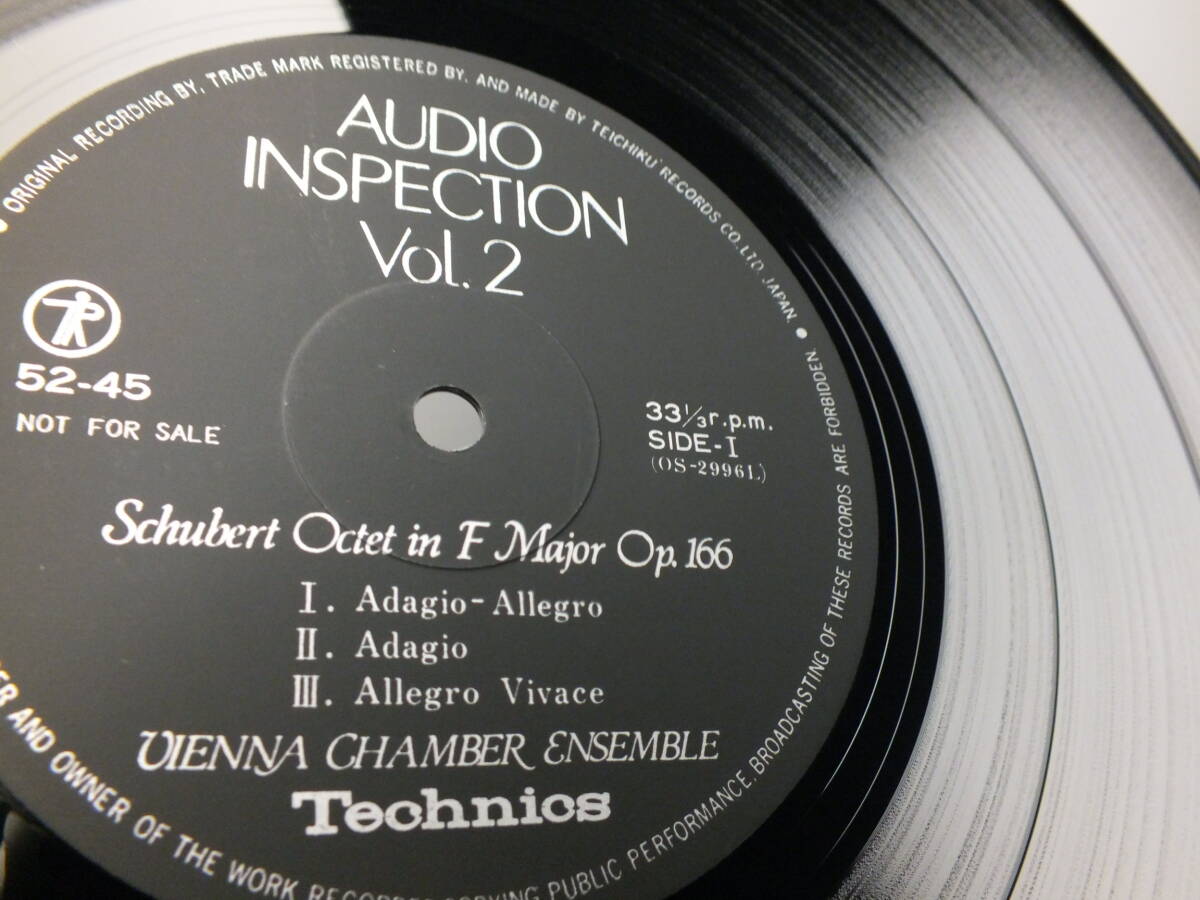 ORIGINAL RECORDING BY, TRADE MARK REGISTERED BY, AND MADE BY TEICHIKU RECORDS CO., LTD. JAPAN. •
AUDIO
INSPECTION
Vol. 2
52-45
NOT FOR SALE
33 1/3 r.p.m.
SIDE-I
(OS-2996L)
Schubert Octet in F Major Op. 166
I. Adagio-Allegro
II. Adagio
III. Allegro Vivace
VIENNA CHAMBER ENSEMBLE
Technics
AND OWNER OF THE WORK PUBLIC PERFORMANCE, BROADCASTING OF THESE RECORDS ARE FORBIDDEN